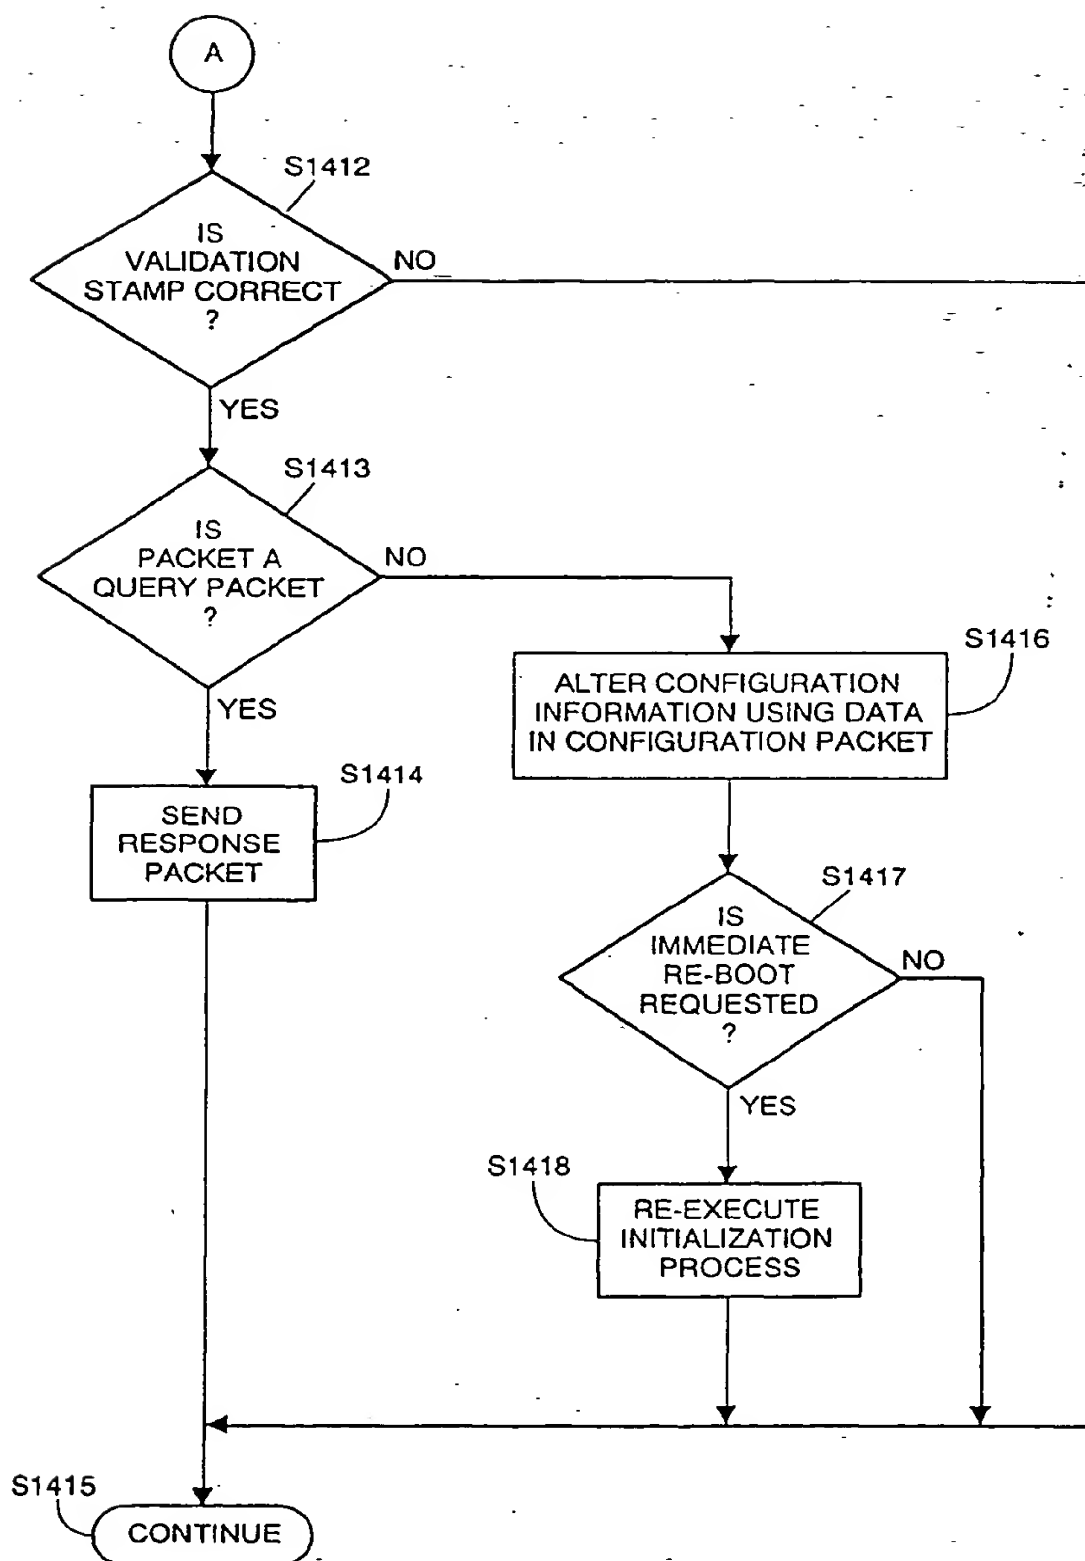 A
S1412
IS
VALIDATION
STAMP CORRECT
?
NO
YES
S1413
IS
PACKET A
QUERY PACKET
?
NO
YES
S1416
ALTER CONFIGURATION
INFORMATION USING DATA
IN CONFIGURATION PACKET
S1414
SEND
RESPONSE
PACKET
S1417
IS
IMMEDIATE
RE-BOOT
REQUESTED
?
NO
YES
S1418
RE-EXECUTE
INITIALIZATION
PROCESS
S1415
CONTINUE